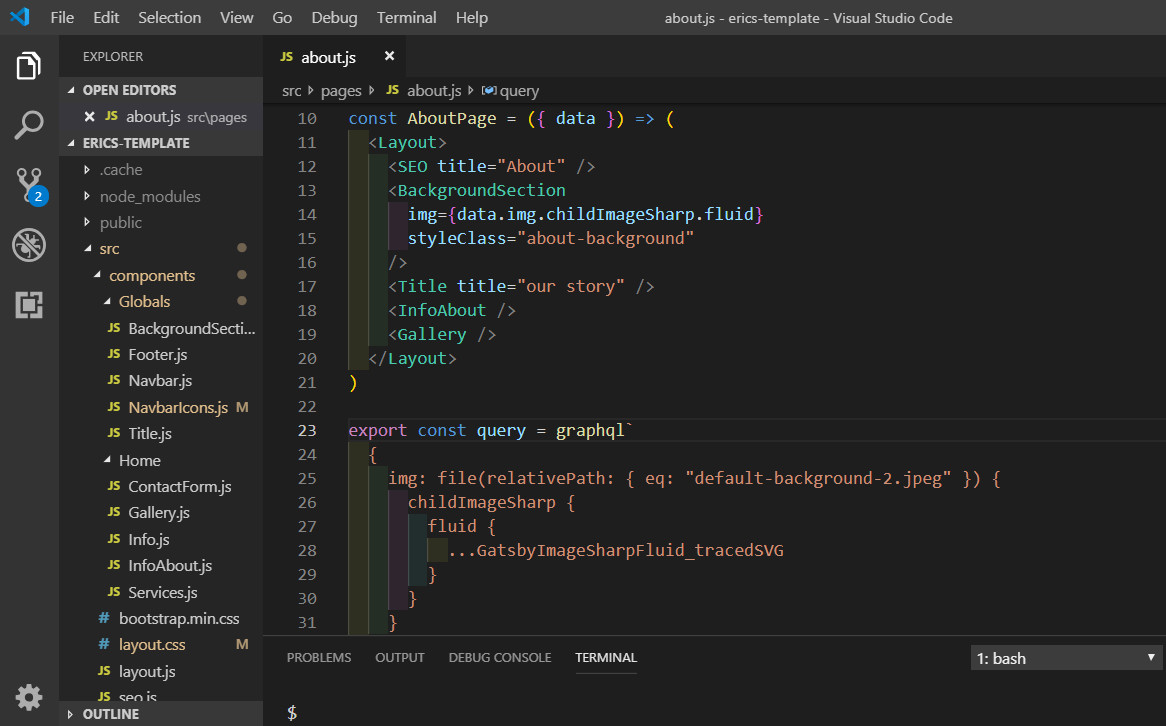 File Edit Selection View Go Debug Terminal Help about.js - erics-template - Visual Studio Code
EXPLORER
OPEN EDITORS
JS about.js src\pages
ERICS-TEMPLATE
.cache
node_modules
public
src
components
Globals
JS BackgroundSecti...
JS Footer.js
JS Navbar.js
JS NavbarIcons.js M
JS Title.js
Home
JS ContactForm.js
JS Gallery.js
JS Info.js
JS InfoAbout.js
JS Services.js
# bootstrap.min.css
# layout.css M
JS layout.js
JS seo.js
OUTLINE
2
JS about.js ×
src pages JS about.js query
10 const AboutPage = ({ data }) => (
11 <Layout>
12 <SEO title="About" />
13 <BackgroundSection
14 img={data.img.childImageSharp.fluid}
15 styleClass="about-background"
16 />
17 <Title title="our story" />
18 <InfoAbout />
19 <Gallery />
20 </Layout>
21 )
22
23 export const query = graphql`
24 {
25 img: file(relativePath: { eq: "default-background-2.jpeg" }) {
26 childImageSharp {
27 fluid {
28 ...GatsbyImageSharpFluid_tracedSVG
29 }
30 }
31 }
PROBLEMS OUTPUT DEBUG CONSOLE TERMINAL 1: bash
$